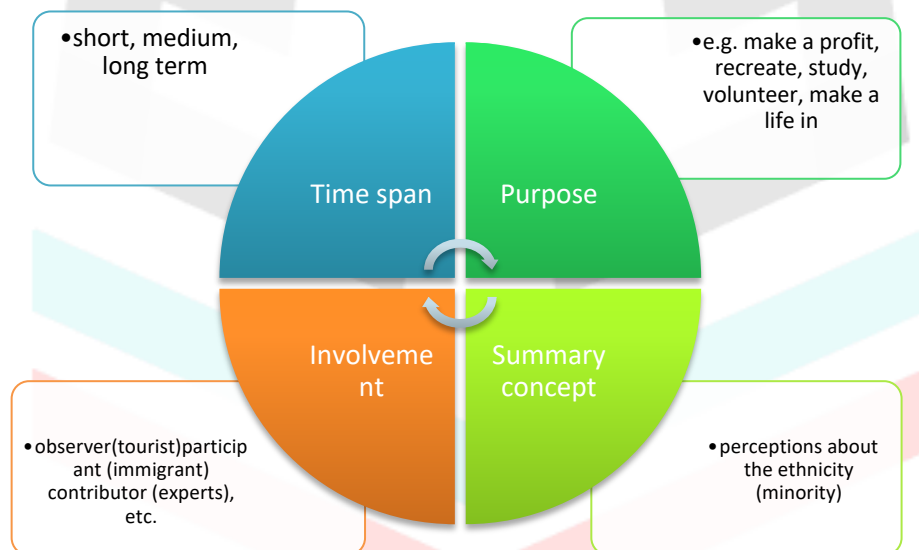 •short, medium,
long term
•e.g. make a profit,
recreate, study,
volunteer, make a
life in
Time span
Purpose
Involveme
nt
Summary
concept
•observer(tourist)particip
ant (immigrant)
contributor (experts),
etc.
•perceptions about
the ethnicity
(minority)